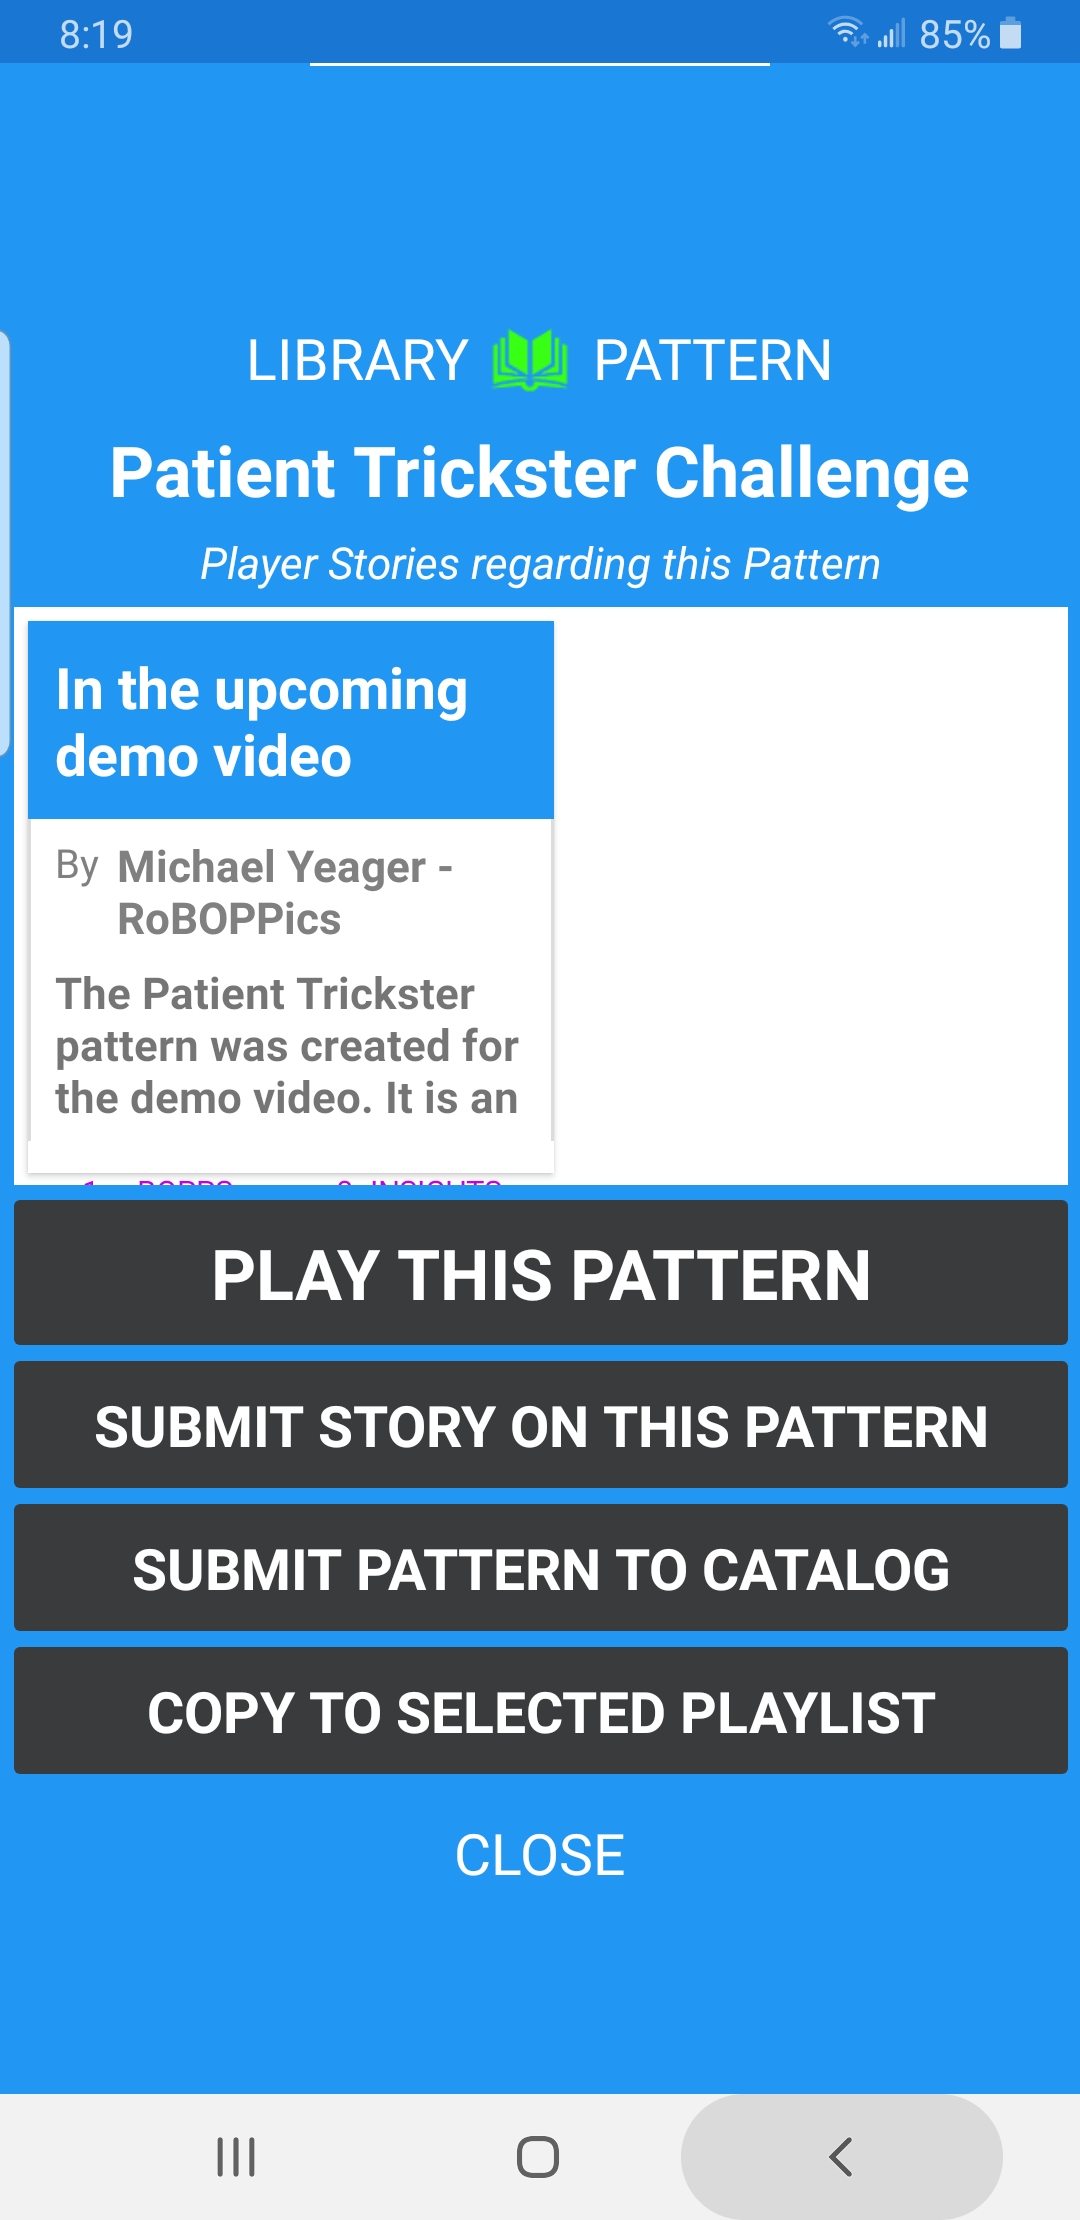 8:19 85%
LIBRARY PATTERN
Patient Trickster Challenge
Player Stories regarding this Pattern
In the upcoming
demo video
By Michael Yeager -
RoBOPPics
The Patient Trickster
pattern was created for
the demo video. It is an
PLAY THIS PATTERN
SUBMIT STORY ON THIS PATTERN
SUBMIT PATTERN TO CATALOG
COPY TO SELECTED PLAYLIST
CLOSE